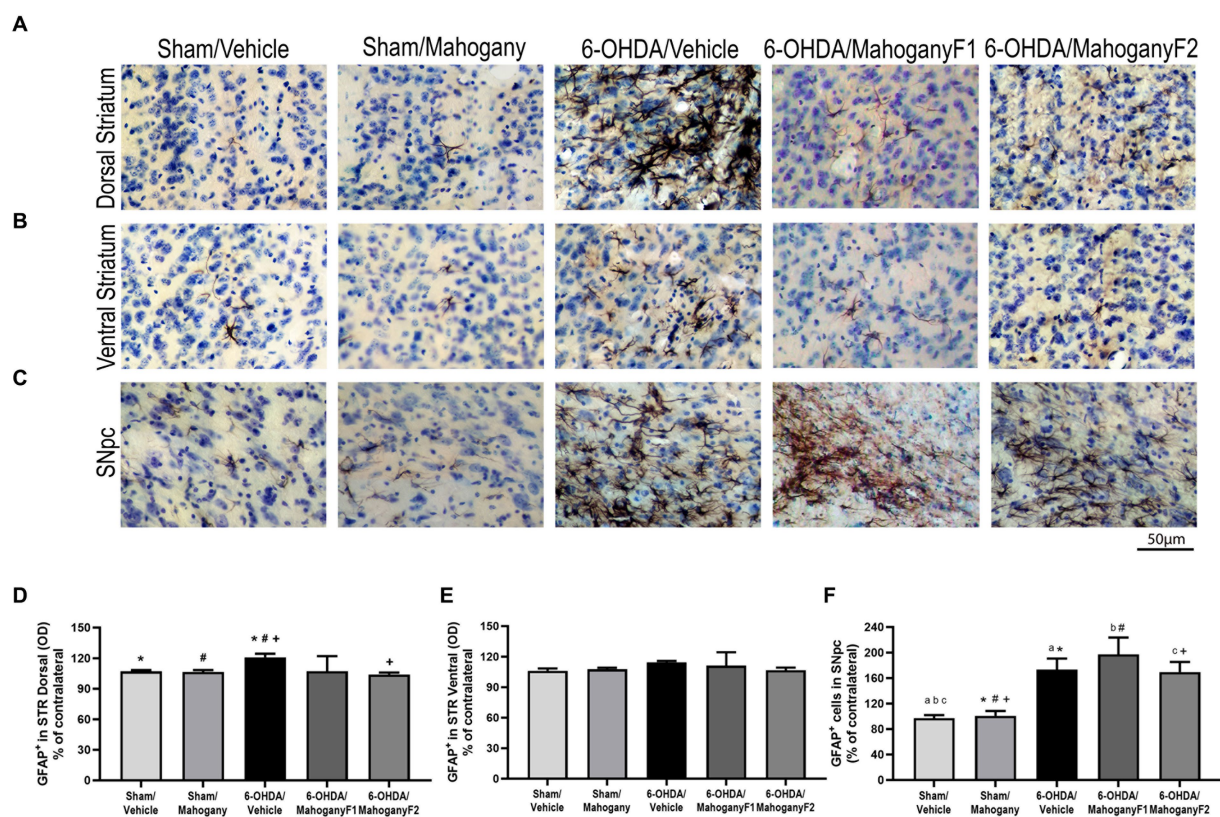 A
Sham/Vehicle Sham/Mahogany 6-OHDA/Vehicle 6-OHDA/MahoganyF1 6-OHDA/MahoganyF2
Dorsal Striatum
B
Ventral Striatum
C
SNpc
50µm
D
GFAP⁺ in STR Dorsal (OD)
% of contralateral
150
120
90
60
30
0
* # * # + +
Sham/ Sham/ 6-OHDA/ 6-OHDA/ 6-OHDA/
Vehicle Mahogany Vehicle MahoganyF1 MahoganyF2
E
GFAP⁺ in STR Ventral (OD)
% of contralateral
150
120
90
60
30
0
Sham/ Sham/ 6-OHDA/ 6-OHDA/ 6-OHDA/
Vehicle Mahogany Vehicle MahoganyF1 MahoganyF2
F
GFAP⁺ cells in SNpc
(% of contralateral)
240
200
160
120
80
40
0
a b c * # + a * b # c +
Sham/ Sham/ 6-OHDA/ 6-OHDA/ 6-OHDA/
Vehicle Mahogany Vehicle MahoganyF1 MahoganyF2